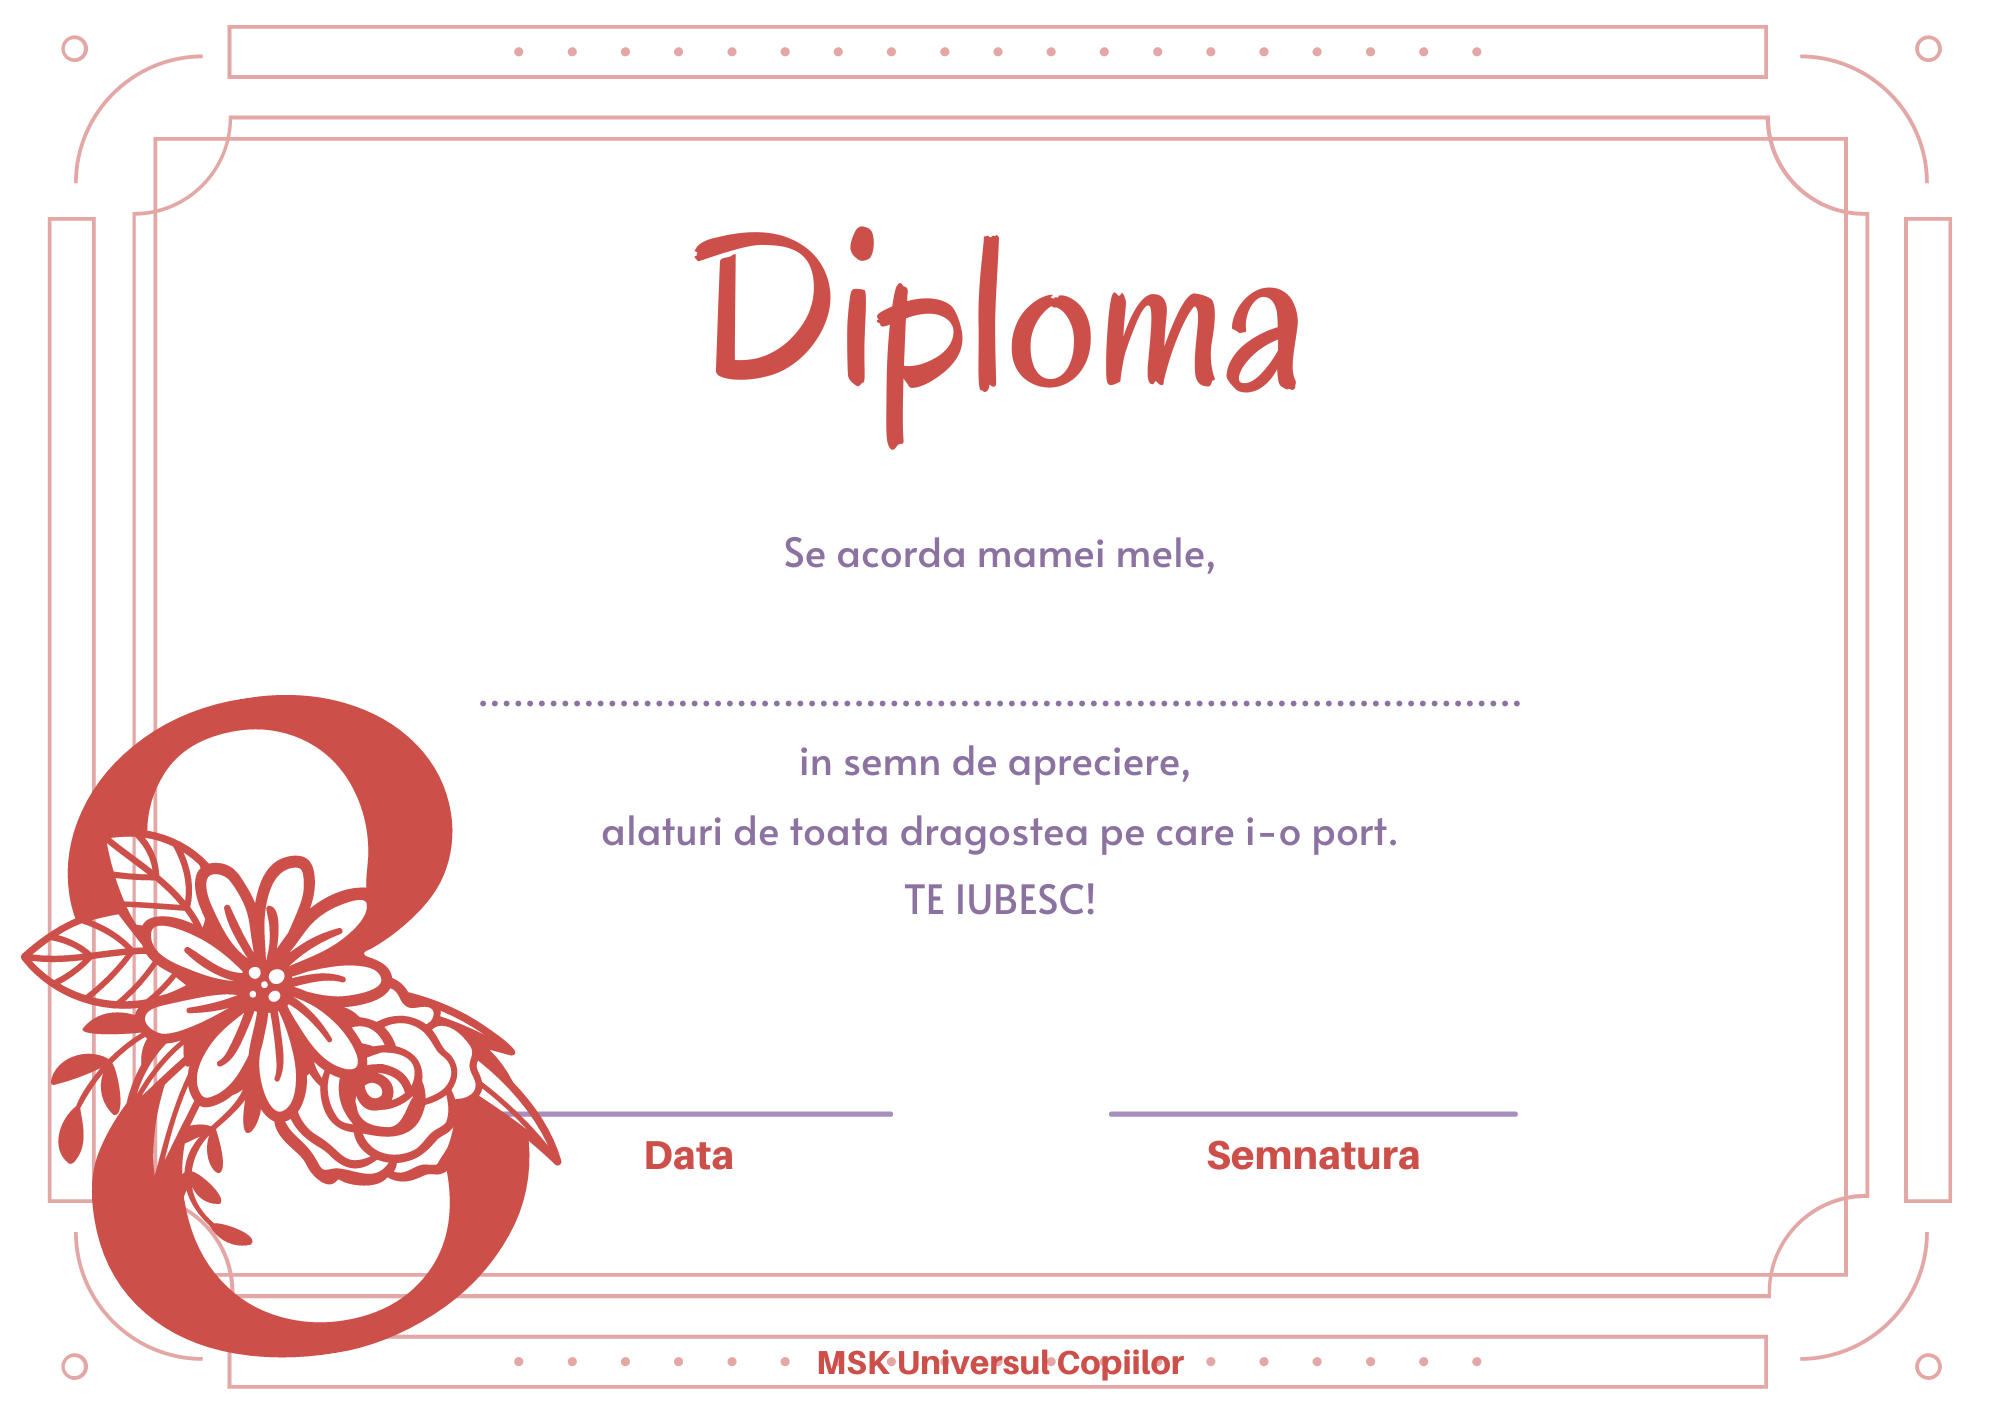 Diploma
Se acorda mamei mele,
in semn de apreciere,
alaturi de toata dragostea pe care i-o port.
TE IUBESC!
8
Data
Semnatura
MSK Universul Copiilor